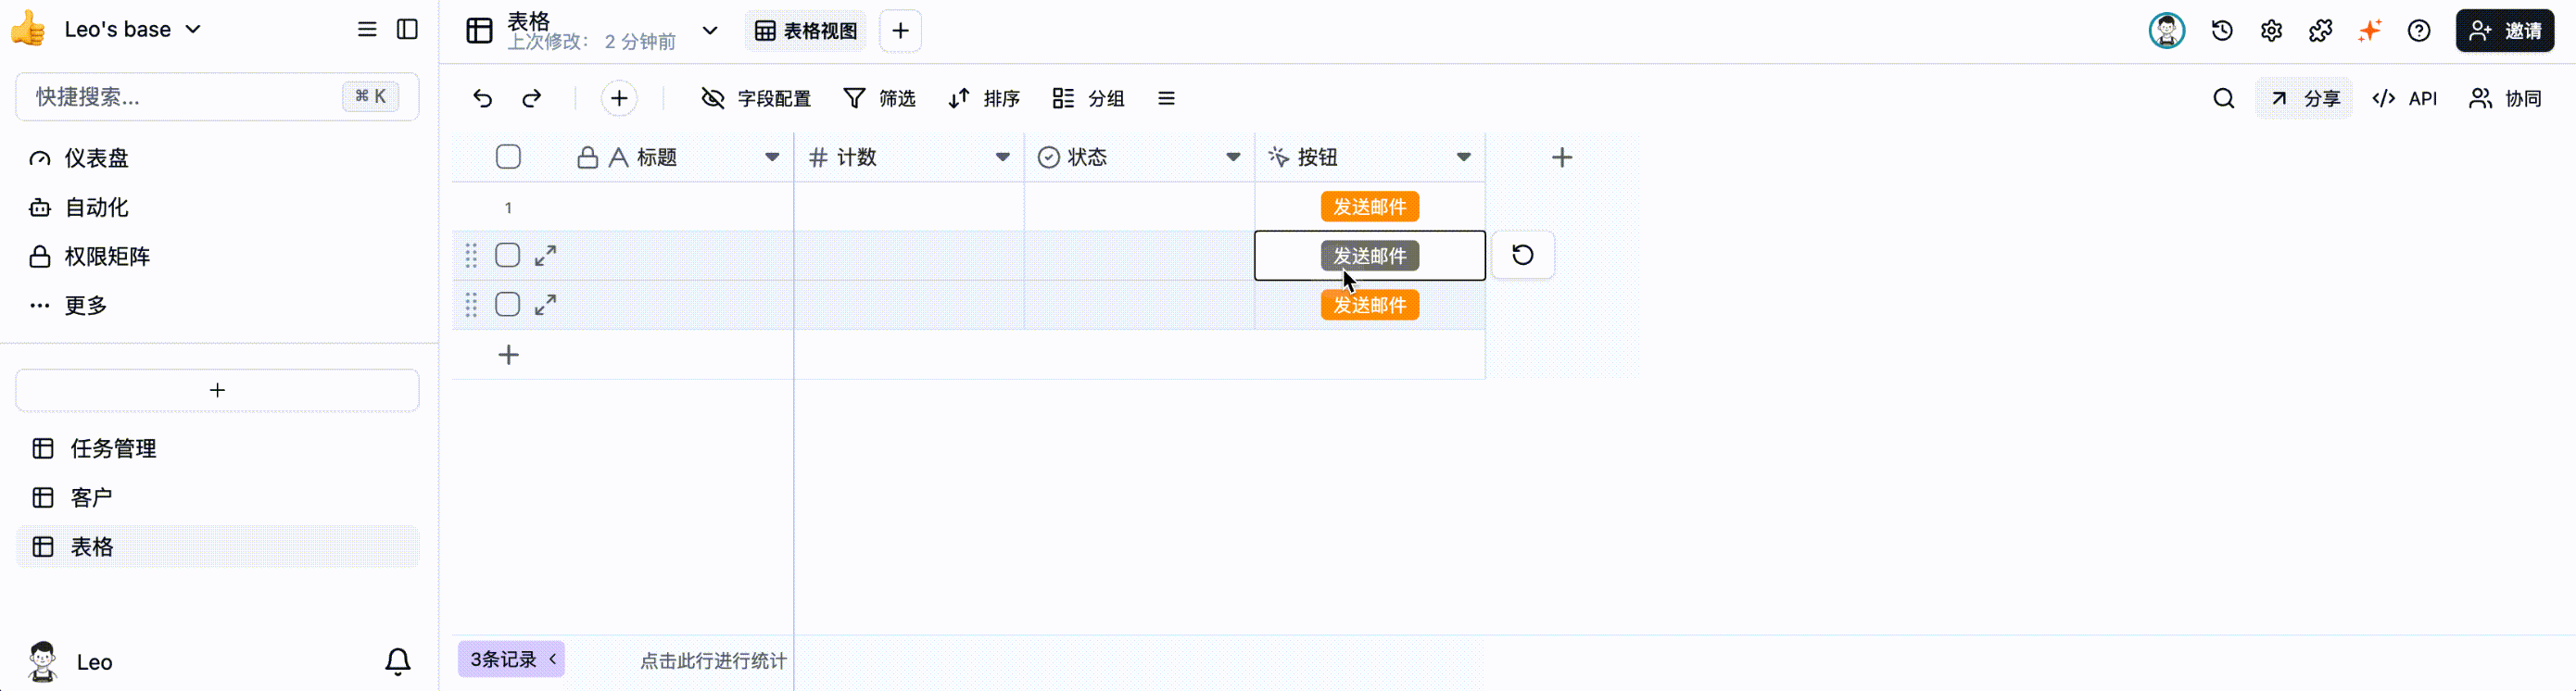 Leo's base
快捷搜索...
⌘ K
仪表盘
自动化
权限矩阵
更多
任务管理
客户
表格
Leo
表格
上次修改： 2 分钟前
表格视图
邀请
字段配置
筛选
排序
分组
分享
API
协同
标题
计数
状态
按钮
1
发送邮件
发送邮件
发送邮件
3条记录
点击此行进行统计